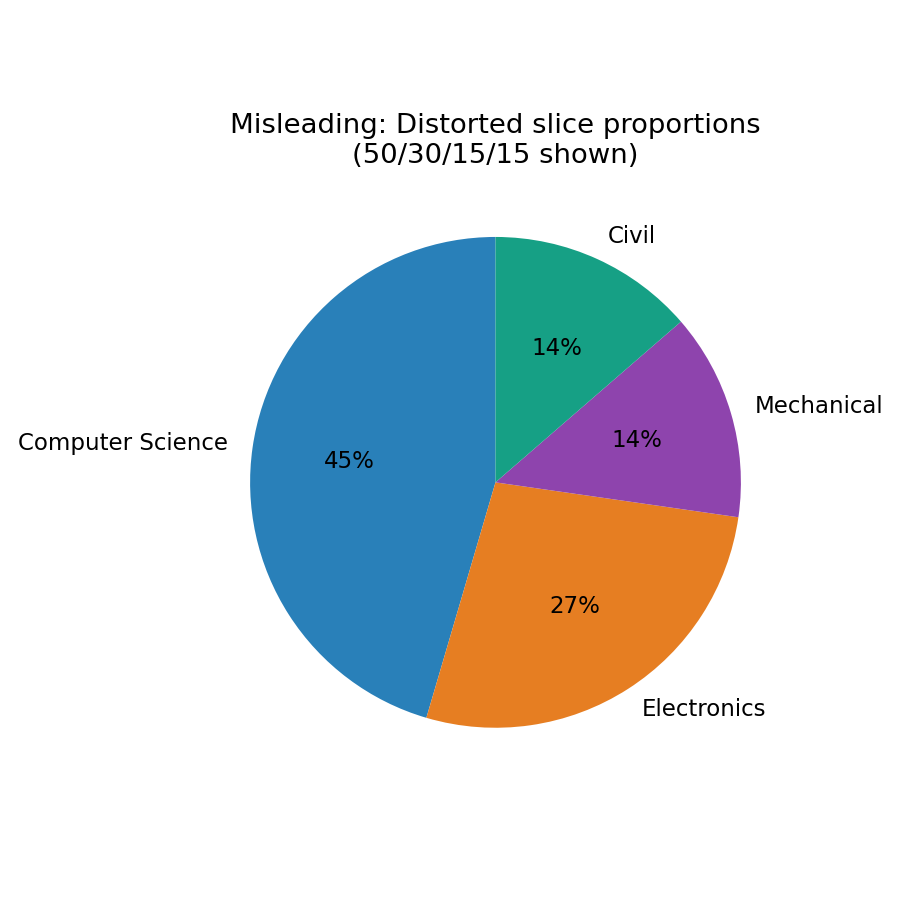 Misleading: Distorted slice proportions
(50/30/15/15 shown)
Civil
14%
Mechanical
14%
Computer Science
45%
27%
Electronics